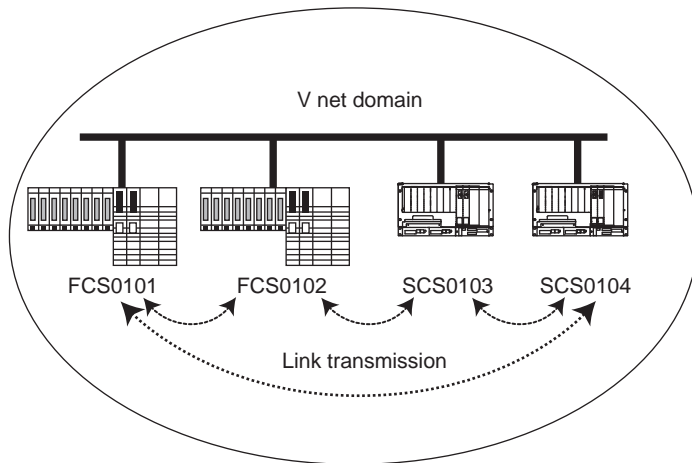 V net domain
FCS0101
FCS0102
SCS0103
SCS0104
Link transmission